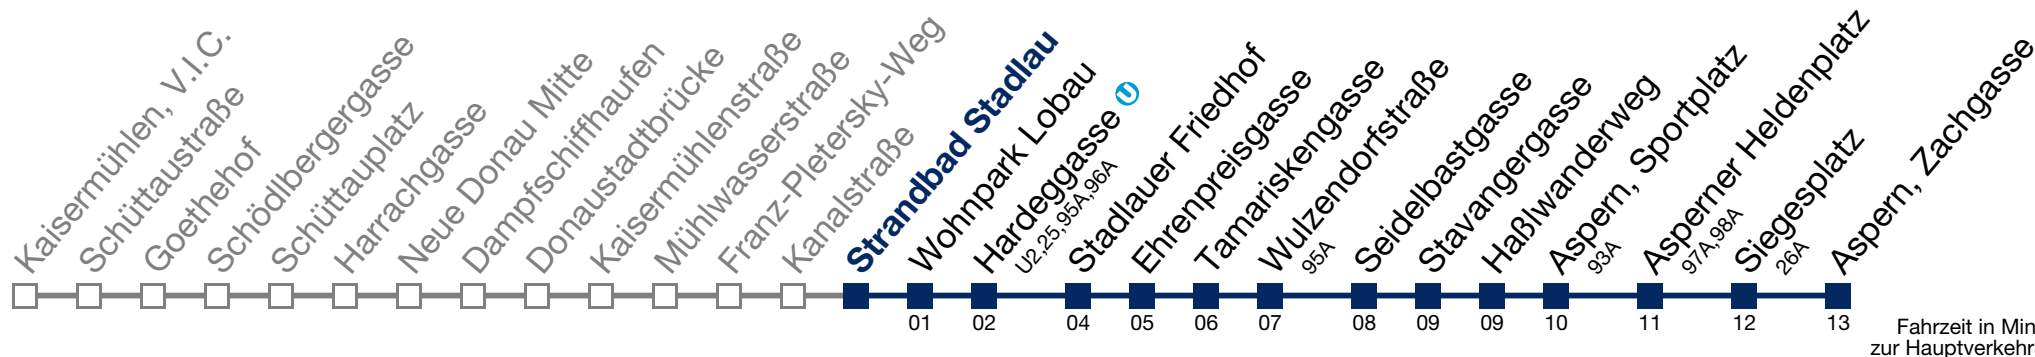 Kaisermühlen, V.I.C.
Schüttaustraße
Goethehof
Schödlbergergasse
Schüttauplatz
Harrachgasse
Neue Donau Mitte
Dampfschiffhaufen
Donaustadtbrücke
Kaisermühlenstraße
Mühlwasserstraße
Franz-Pletersky-Weg
Kanalstraße
Strandbad Stadlau
Wohnpark Lobau
Hardeggasse U
U2,25,95A,96A
Stadlauer Friedhof
Ehrenpreisgasse
Tamariskengasse
Wulzendorfstraße
95A
Seidelbastgasse
Stavangergasse
Haßlwanderweg
Aspern, Sportplatz
93A
Asperner Heldenplatz
97A,98A
Siegesplatz
26A
Aspern, Zachgasse
01 02 04 05 06 07 08 09 09 10 11 12 13
Fahrzeit in Min
zur Hauptverkehr